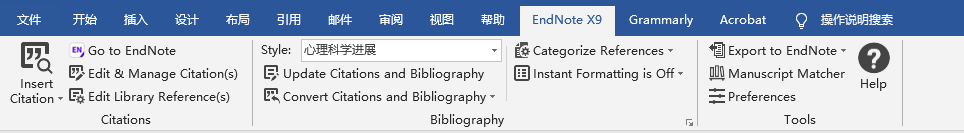 文件 开始 插入 设计 布局 引用 邮件 审阅 视图 帮助 EndNote X9 Grammarly Acrobat 操作说明搜索
Insert Citation
EN Go to EndNote
Edit & Manage Citation(s)
Edit Library Reference(s)
Citations
Style: 心理科学进展
Update Citations and Bibliography
Convert Citations and Bibliography
Categorize References
Instant Formatting is Off
Bibliography
Export to EndNote
Manuscript Matcher
Preferences
? Help
Tools